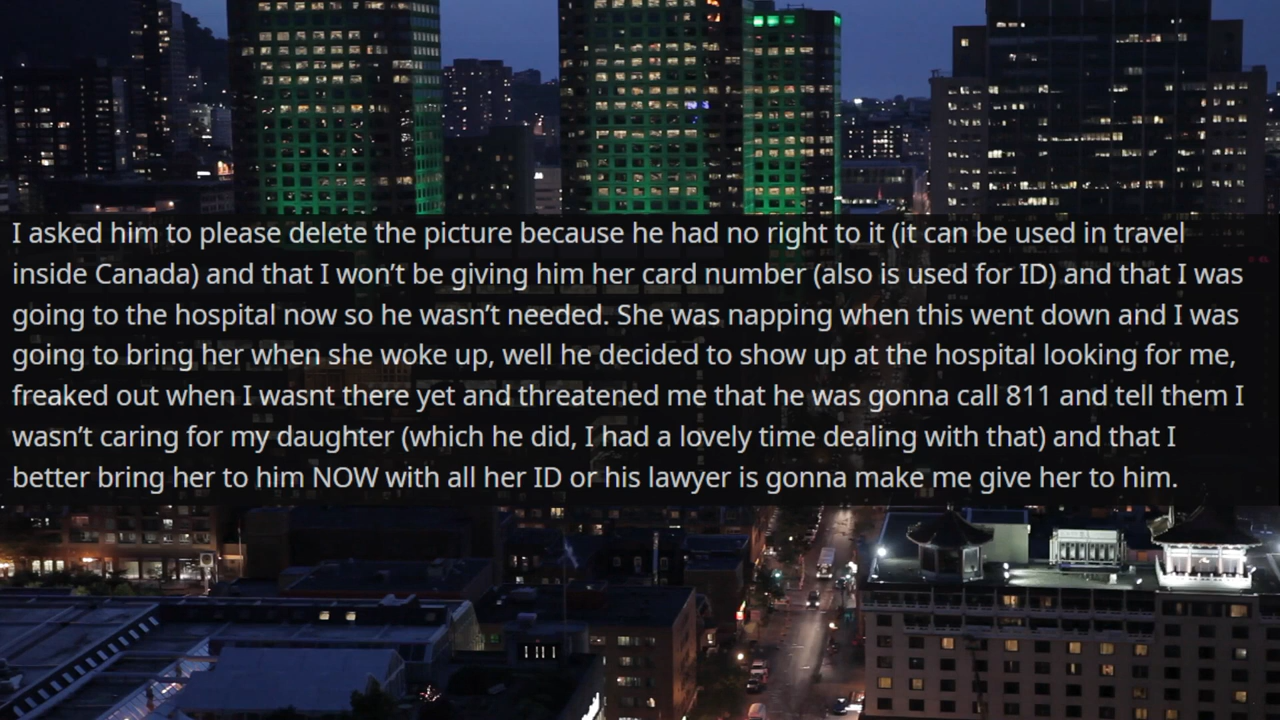 I asked him to please delete the picture because he had no right to it (it can be used in travel
inside Canada) and that I won’t be giving him her card number (also is used for ID) and that I was
going to the hospital now so he wasn’t needed. She was napping when this went down and I was
going to bring her when she woke up, well he decided to show up at the hospital looking for me,
freaked out when I wasnt there yet and threatened me that he was gonna call 811 and tell them I
wasn’t caring for my daughter (which he did, I had a lovely time dealing with that) and that I
better bring her to him NOW with all her ID or his lawyer is gonna make me give her to him.